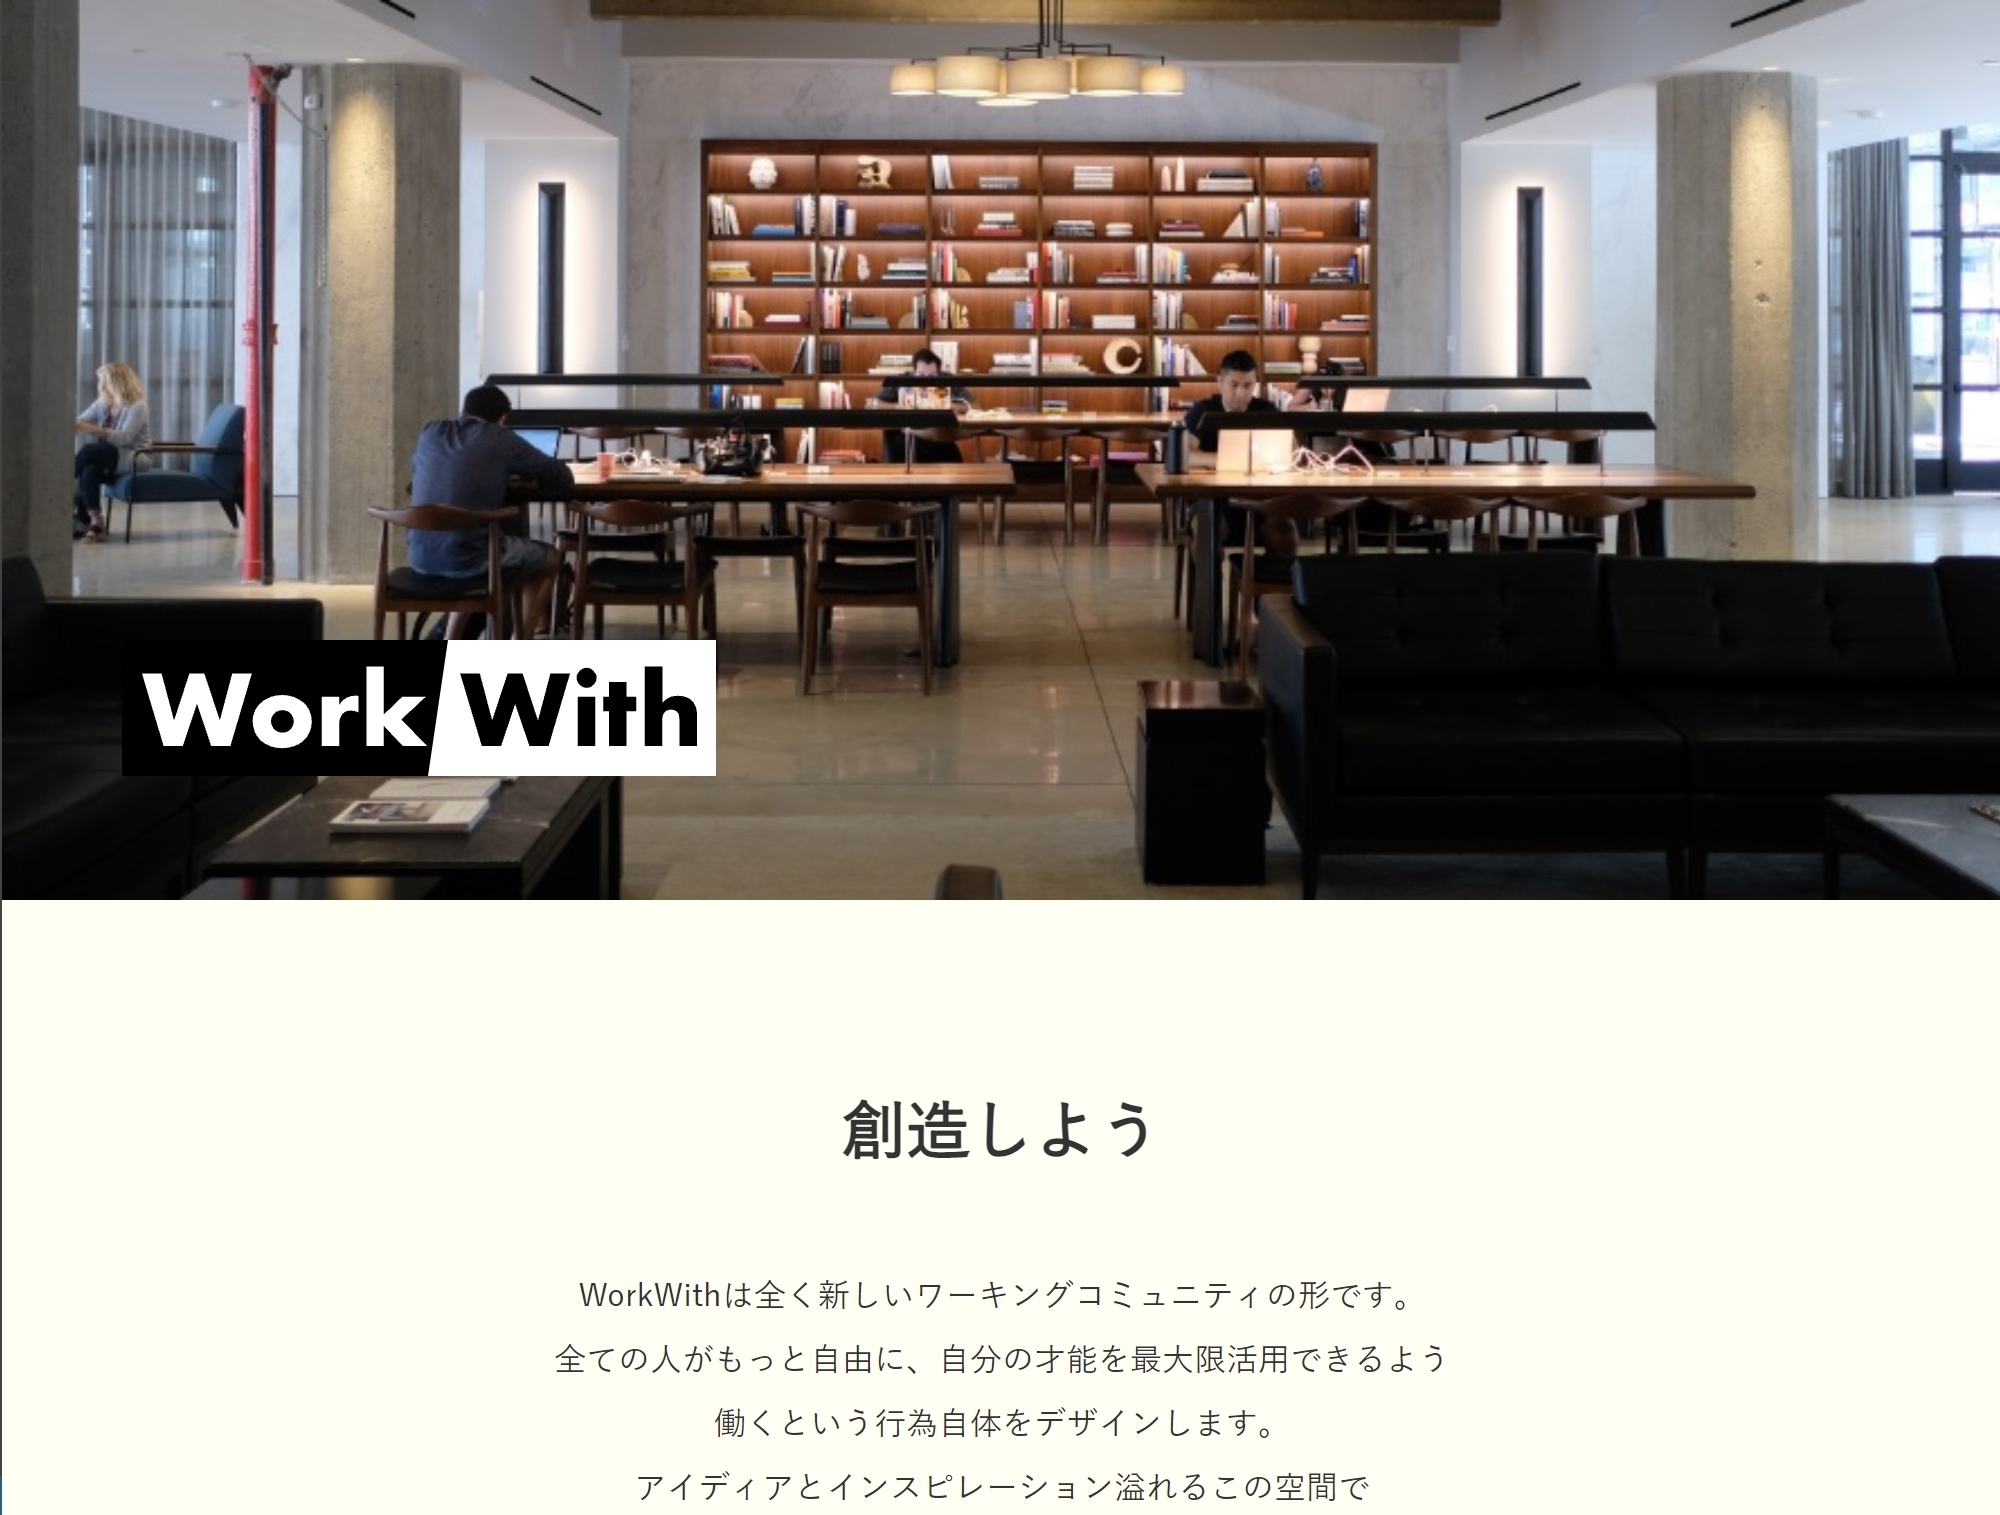 WorkWith
創造しよう
WorkWithは全く新しいワーキングコミュニティの形です。
全ての人がもっと自由に、自分の才能を最大限活用できるよう
働くという行為自体をデザインします。
アイディアとインスピレーション溢れるこの空間で